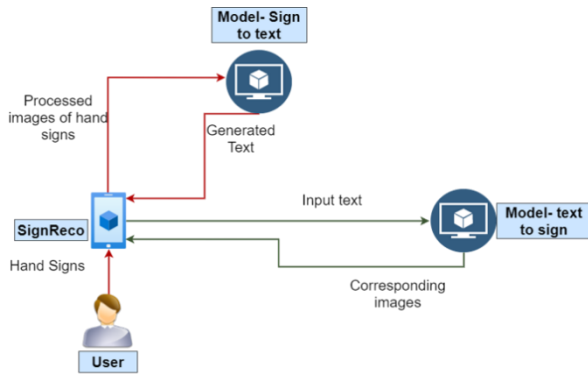 Model- Sign
to text
Processed
images of hand
signs
Generated
Text
Input text
SignReco
Model- text
to sign
Hand Signs
Corresponding
images
User